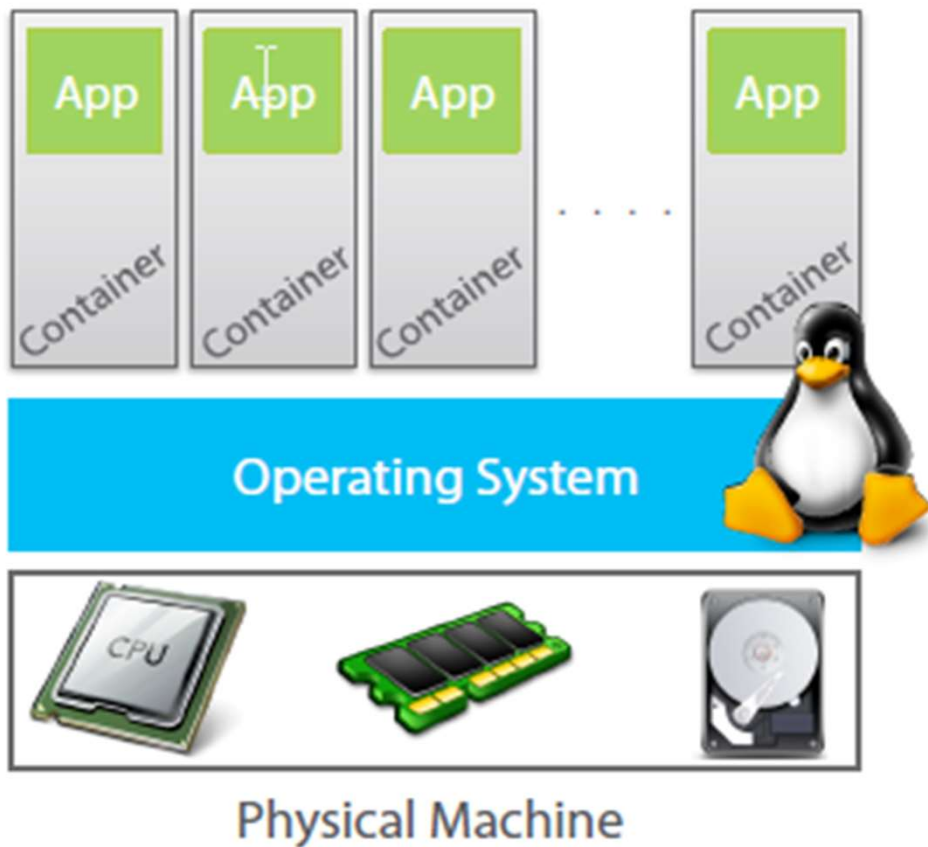 App
App
App
App
Container
Container
Container
. . . .
Container
Operating System
CPU
Physical Machine